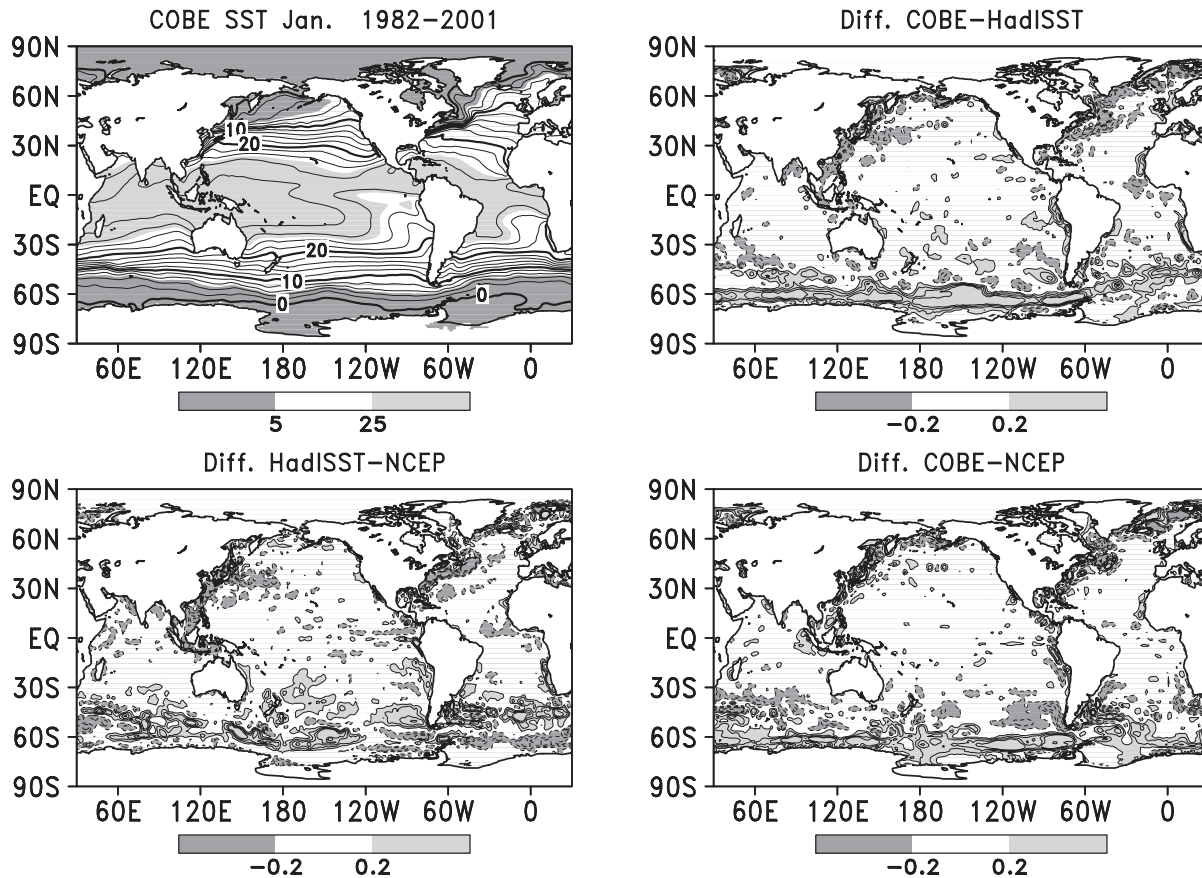 COBE SST Jan. 1982−2001
90N
60N
30N
EQ
30S
60S
90S
10
20
20
10
0
0
60E 120E 180 120W 60W 0
5 25
Diff. COBE−HadISST
90N
60N
30N
EQ
30S
60S
90S
60E 120E 180 120W 60W 0
−0.2 0.2
Diff. HadISST−NCEP
90N
60N
30N
EQ
30S
60S
90S
60E 120E 180 120W 60W 0
−0.2 0.2
Diff. COBE−NCEP
90N
60N
30N
EQ
30S
60S
90S
60E 120E 180 120W 60W 0
−0.2 0.2